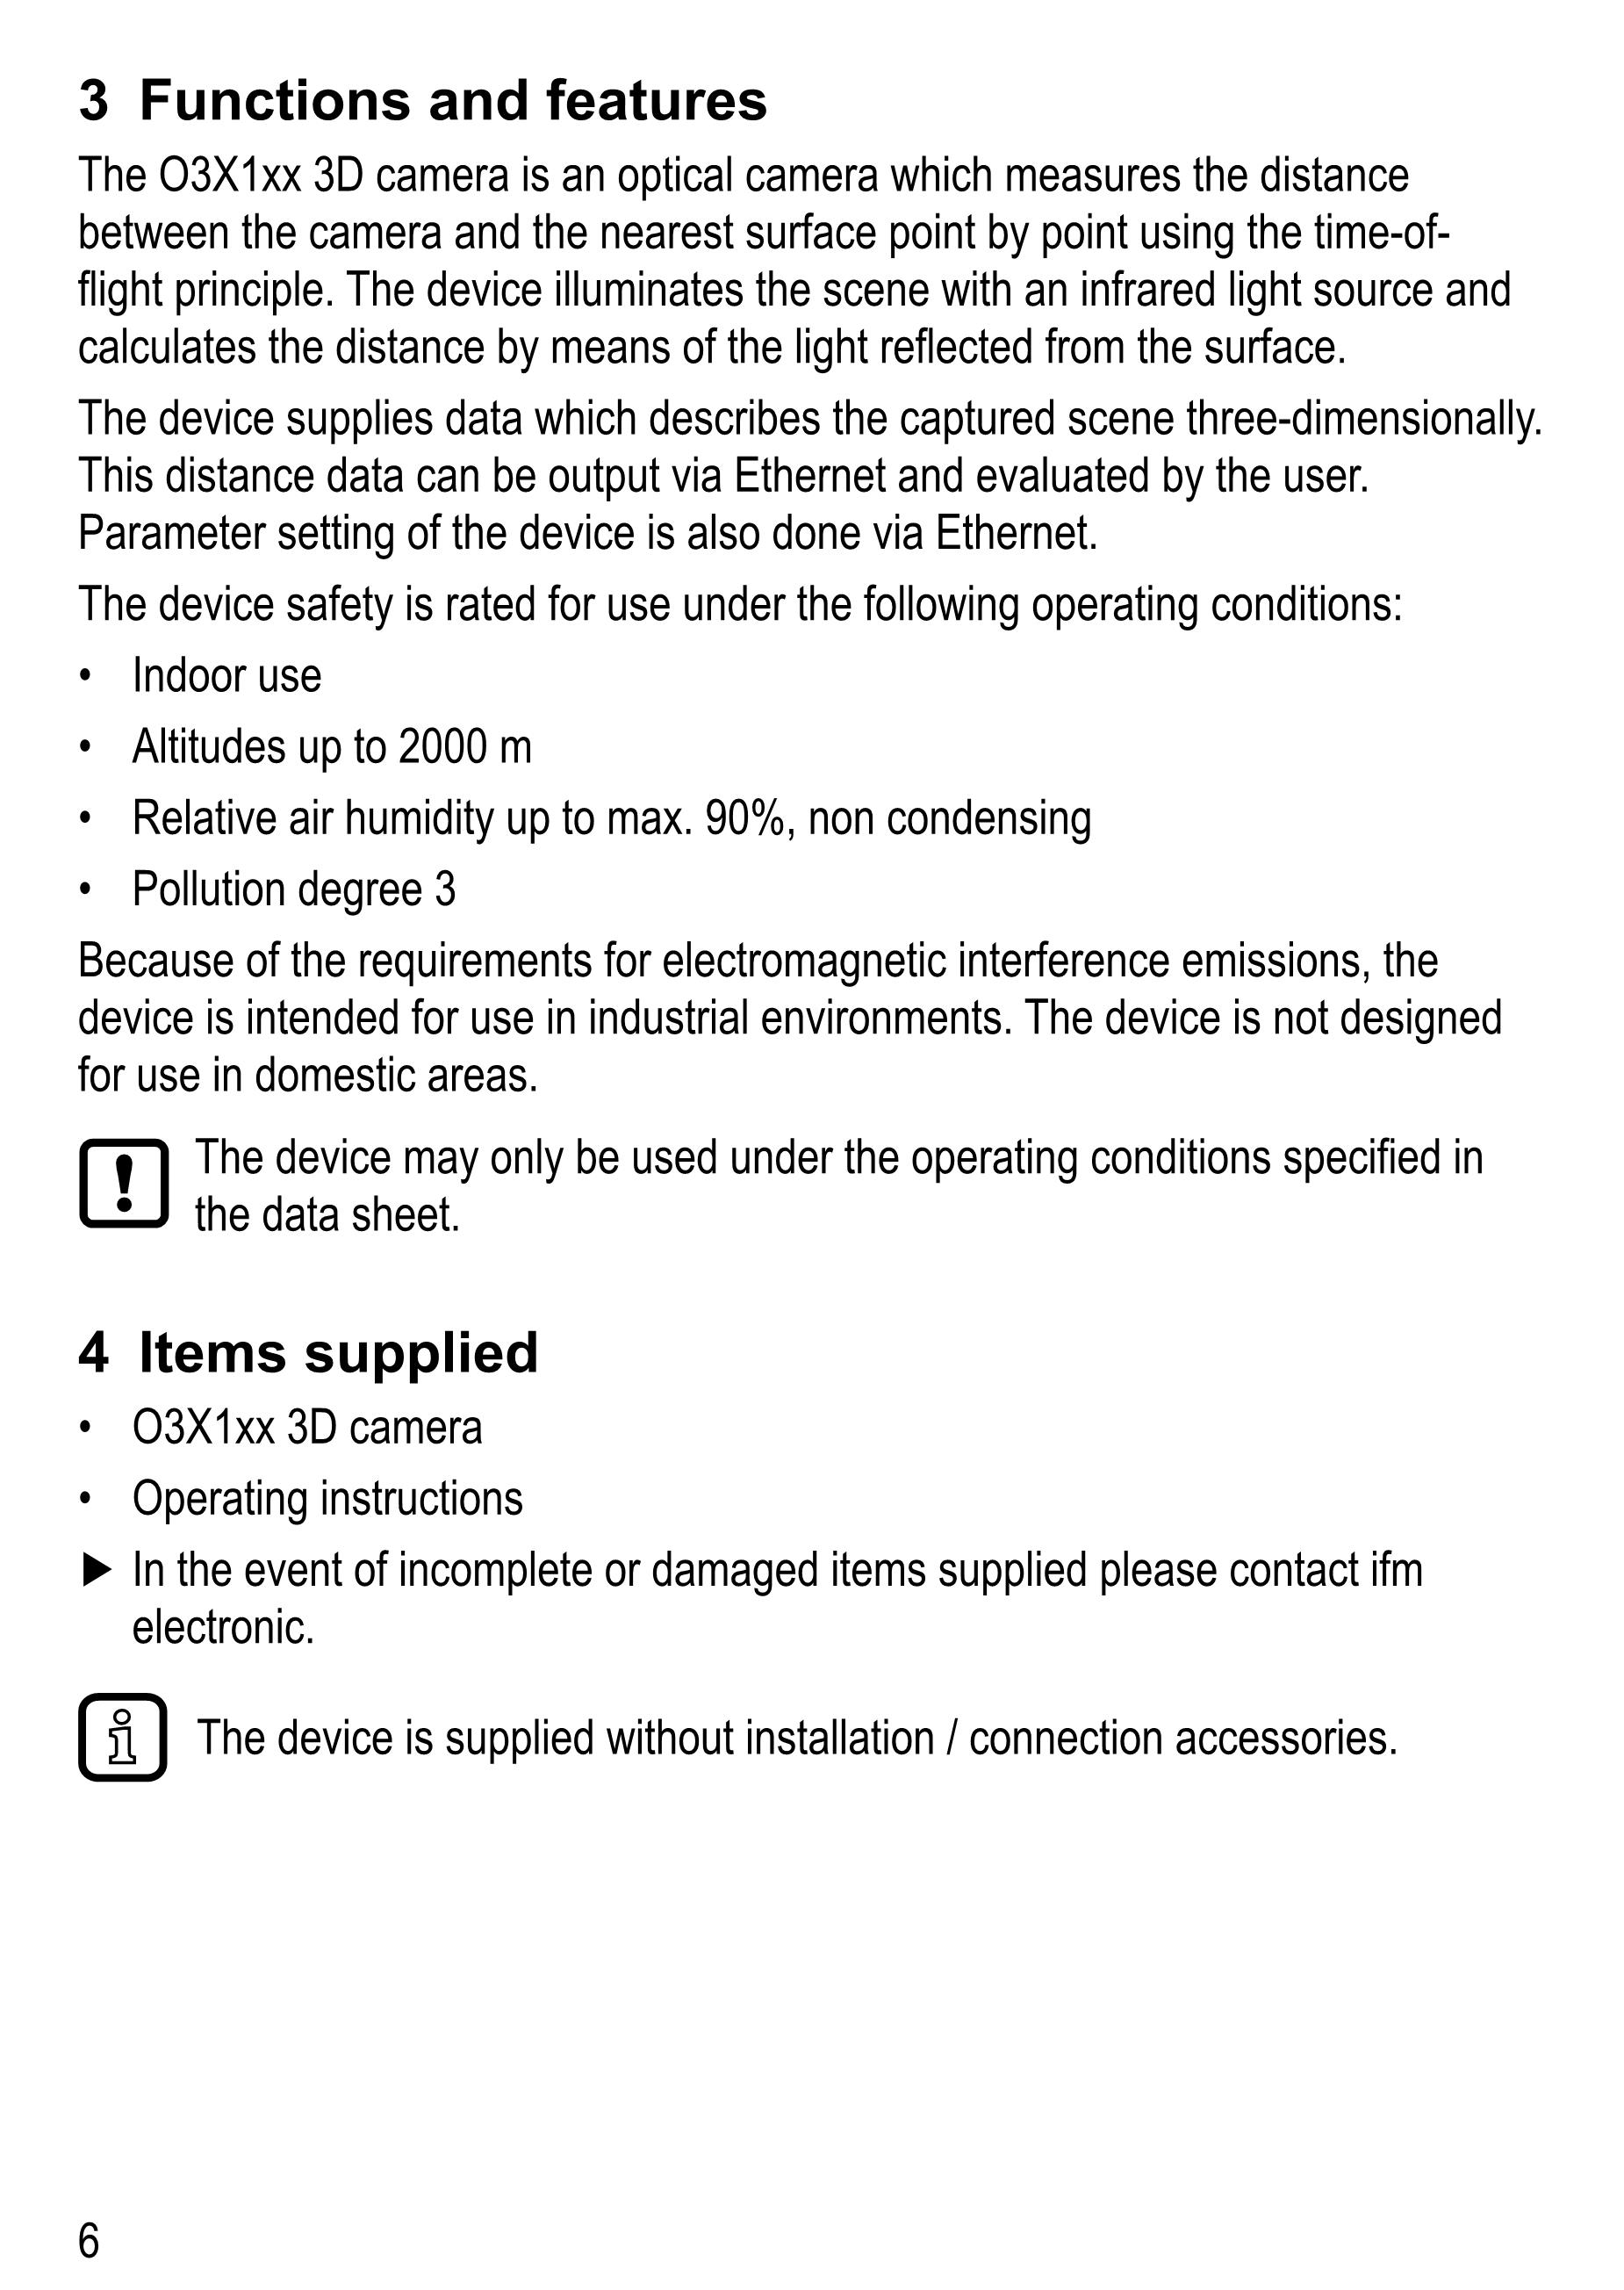 3 Functions and features
The O3X1xx 3D camera is an optical camera which measures the distance
between the camera and the nearest surface point by point using the time-of-
flight principle. The device illuminates the scene with an infrared light source and
calculates the distance by means of the light reflected from the surface.
The device supplies data which describes the captured scene three-dimensionally.
This distance data can be output via Ethernet and evaluated by the user.
Parameter setting of the device is also done via Ethernet.
The device safety is rated for use under the following operating conditions:
• Indoor use
• Altitudes up to 2000 m
• Relative air humidity up to max. 90%, non condensing
• Pollution degree 3
Because of the requirements for electromagnetic interference emissions, the
device is intended for use in industrial environments. The device is not designed
for use in domestic areas.
! The device may only be used under the operating conditions specified in
the data sheet.
4 Items supplied
• O3X1xx 3D camera
• Operating instructions
► In the event of incomplete or damaged items supplied please contact ifm
electronic.
i The device is supplied without installation / connection accessories.
6